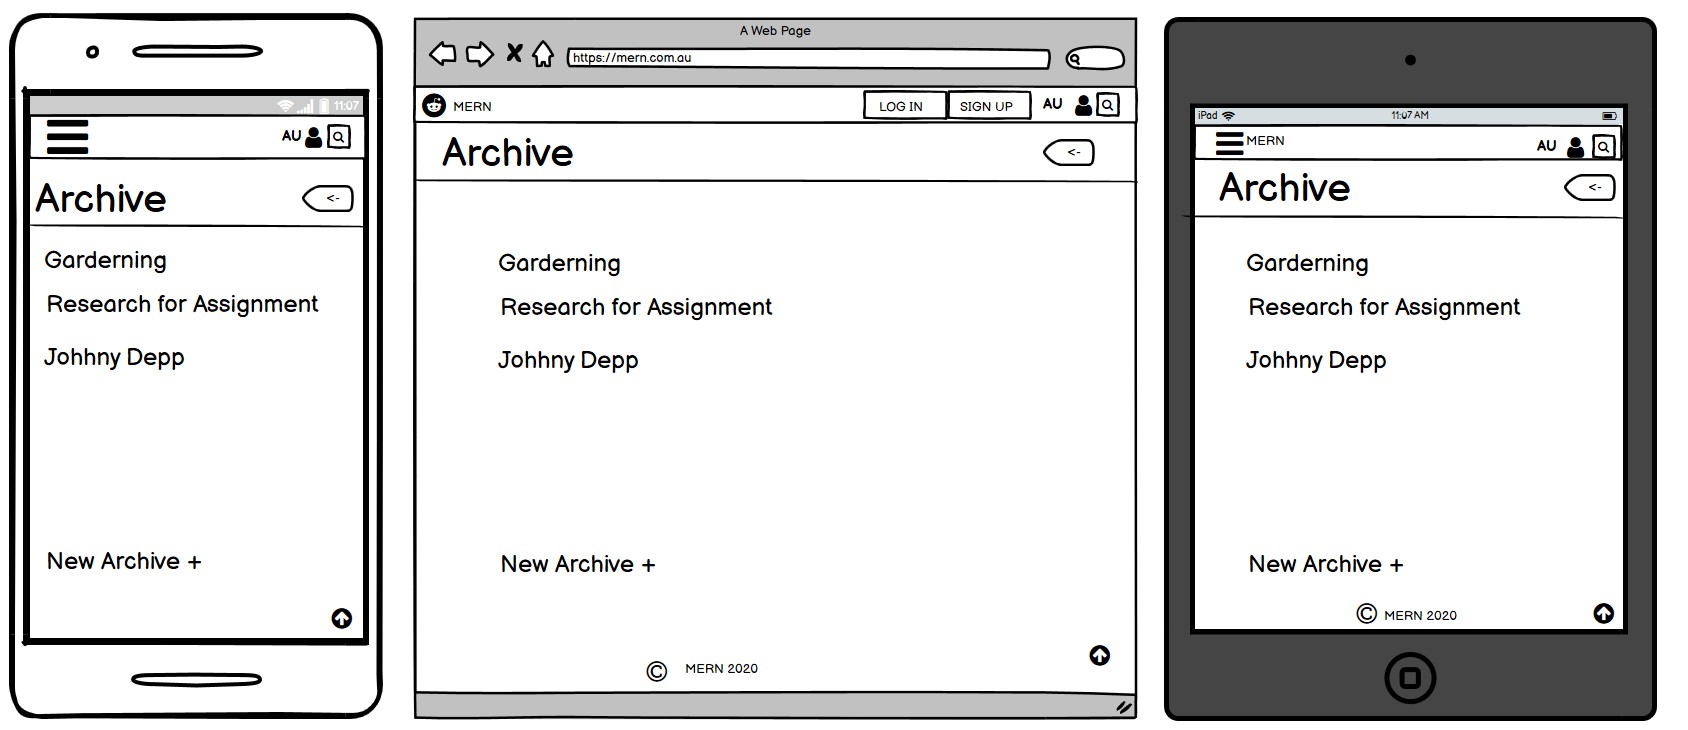 11:07
AU
Archive
<-
Garderning
Research for Assignment
Johhny Depp
New Archive +
A Web Page
https://mern.com.au
MERN
LOG IN
SIGN UP
AU
Archive
<-
Garderning
Research for Assignment
Johhny Depp
New Archive +
© MERN 2020
iPad
11:07 AM
MERN
AU
Archive
<-
Garderning
Research for Assignment
Johhny Depp
New Archive +
© MERN 2020